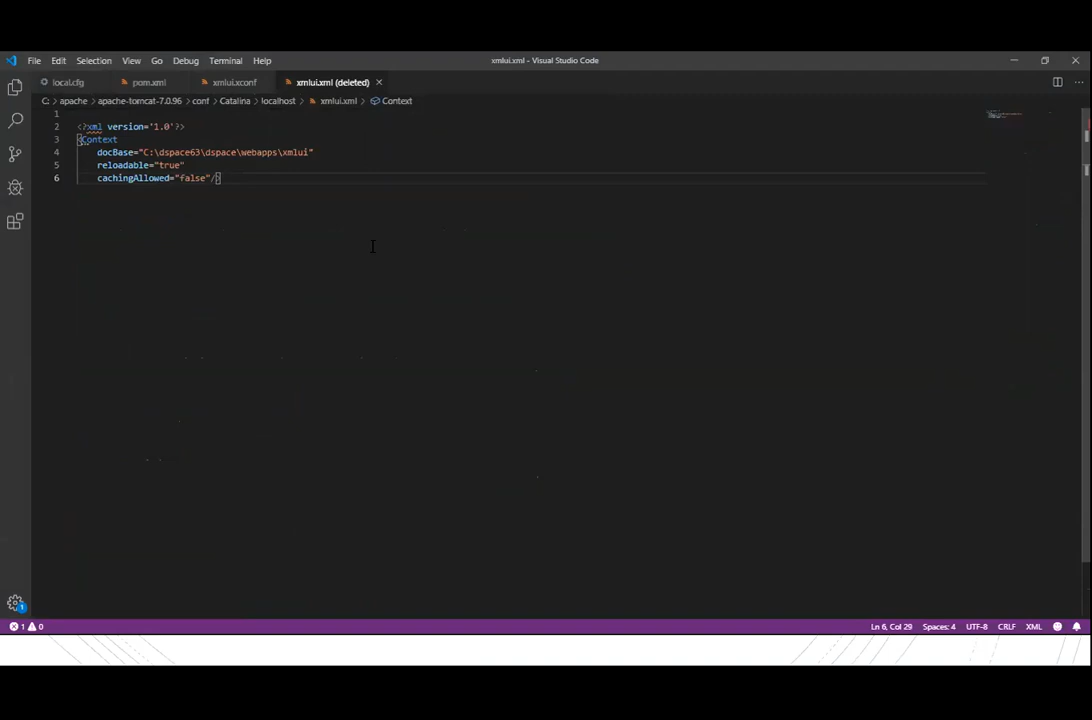 File Edit Selection View Go Debug Terminal Help
xmlui.xml - Visual Studio Code
local.cfg pom.xml xmlui.xconf xmlui.xml (deleted)
C: > apache > apache-tomcat-7.0.96 > conf > Catalina > localhost > xmlui.xml > Context
1
2 <?xml version='1.0'?>
3 <Context
4 docBase="C:\dspace63\dspace\webapps\xmlui"
5 reloadable="true"
6 cachingAllowed="false"/>
1
1 0
Ln 6, Col 29 Spaces: 4 UTF-8 CRLF XML